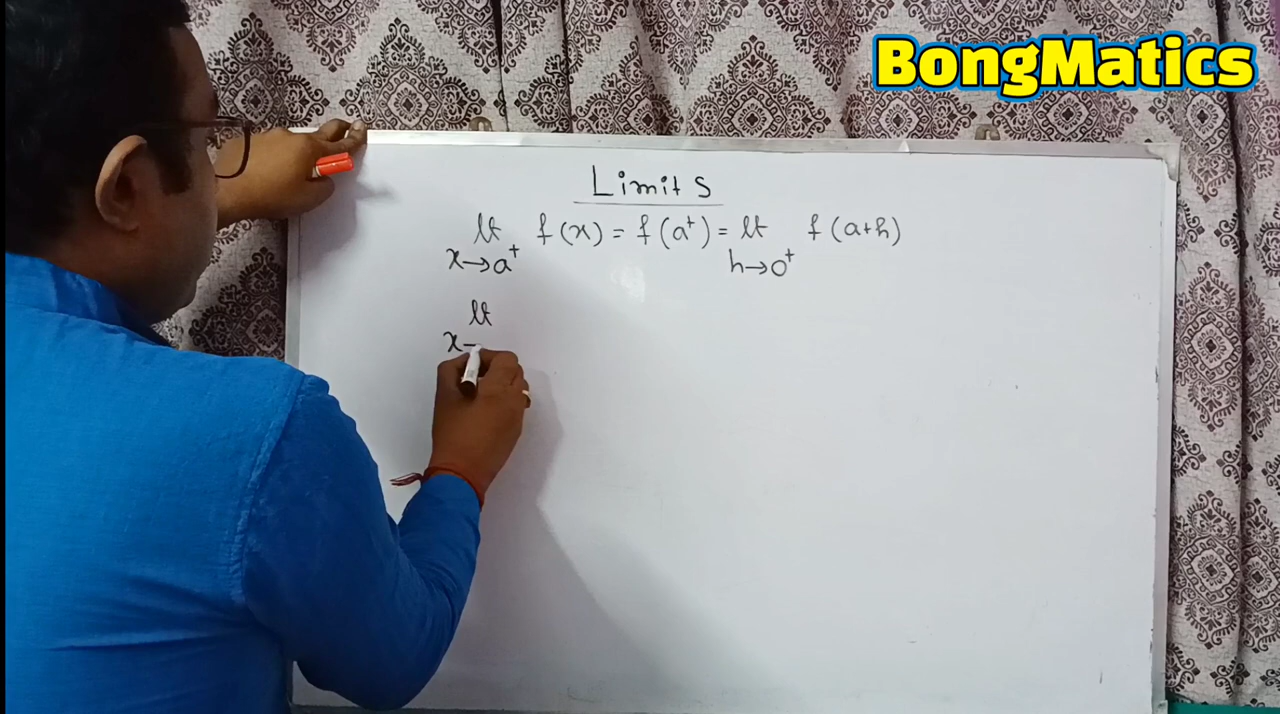 BongMatics
Limits
lt f(x) = f(a⁺) = lt f(a+h)
x→a⁺ h→0⁺
lt
x–